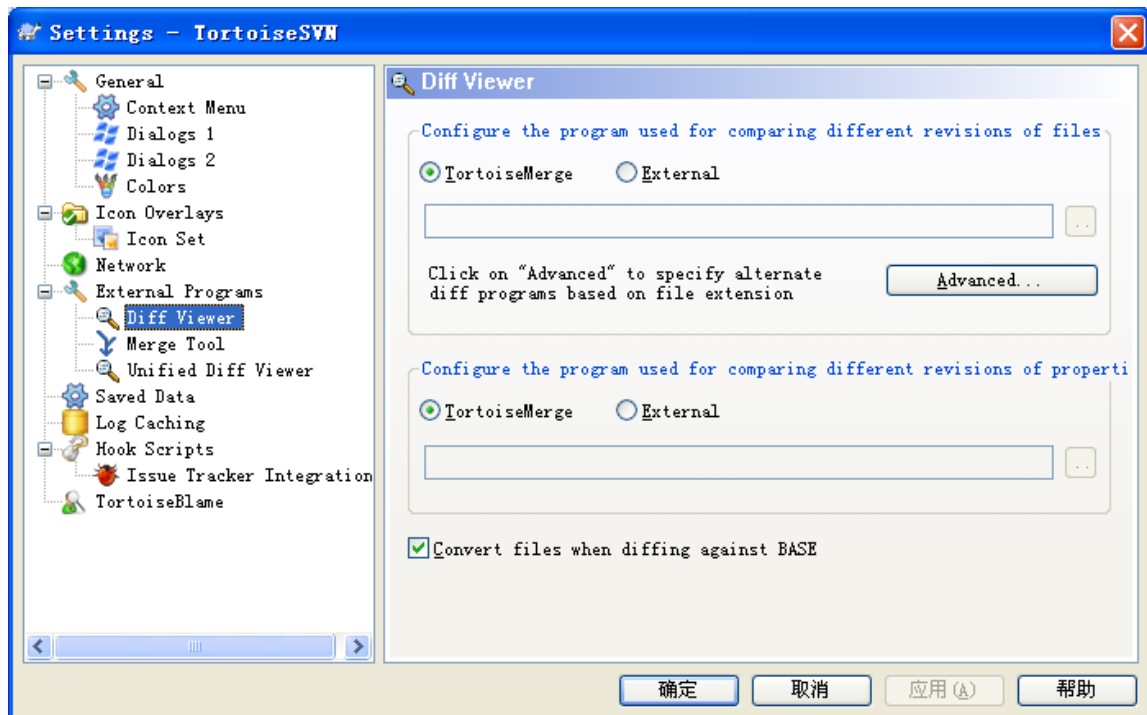 Settings - TortoiseSVN
General
Context Menu
Dialogs 1
Dialogs 2
Colors
Icon Overlays
Icon Set
Network
External Programs
Diff Viewer
Merge Tool
Unified Diff Viewer
Saved Data
Log Caching
Hook Scripts
Issue Tracker Integration
TortoiseBlame
Diff Viewer
Configure the program used for comparing different revisions of files
TortoiseMerge External
..
Click on "Advanced" to specify alternate
diff programs based on file extension
Advanced...
Configure the program used for comparing different revisions of properti
TortoiseMerge External
..
Convert files when diffing against BASE
确定 取消 应用(A) 帮助